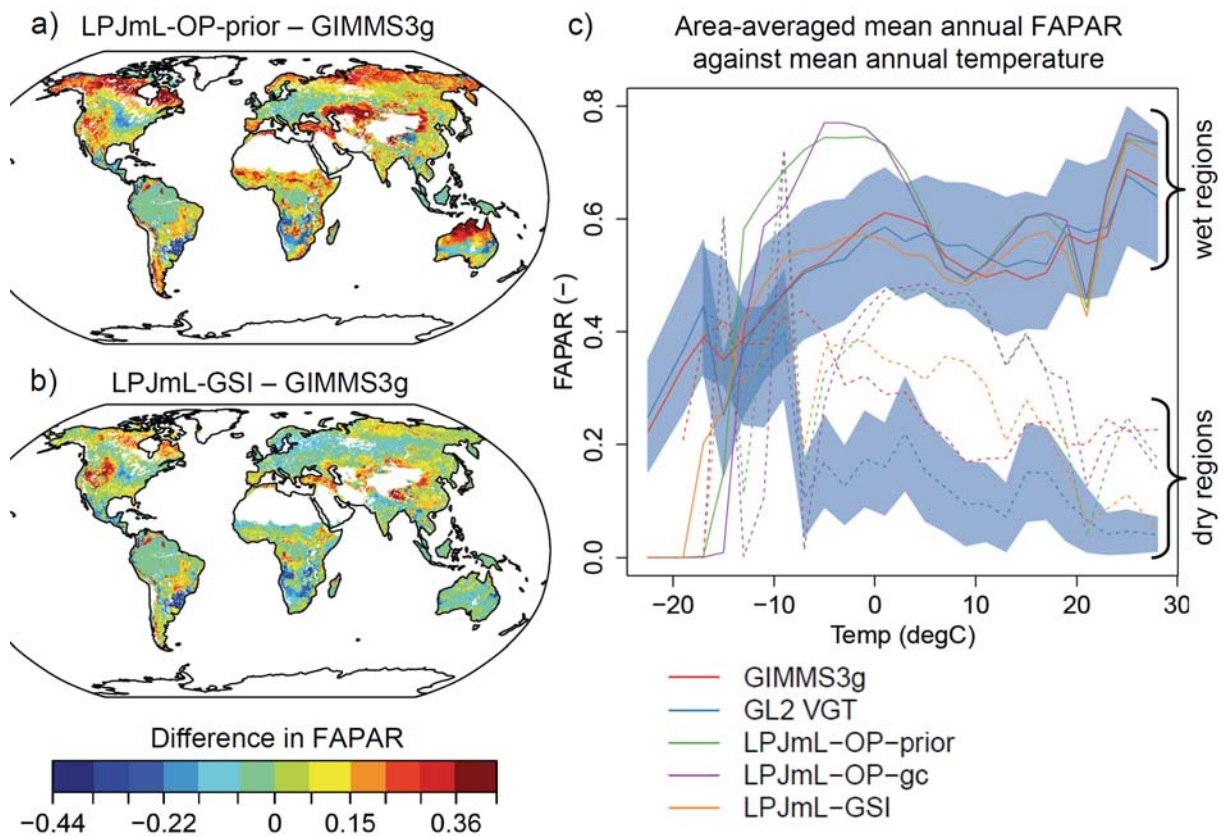 a)
LPJmL-OP-prior – GIMMS3g
b)
LPJmL-GSI – GIMMS3g
Difference in FAPAR
−0.44 −0.22 0 0.15 0.36
c) Area-averaged mean annual FAPAR
against mean annual temperature
FAPAR (−)
0.8
0.6
0.4
0.2
0.0
−20 −10 0 10 20 30
Temp (degC)
wet regions
dry regions
GIMMS3g
GL2 VGT
LPJmL−OP−prior
LPJmL−OP−gc
LPJmL−GSI